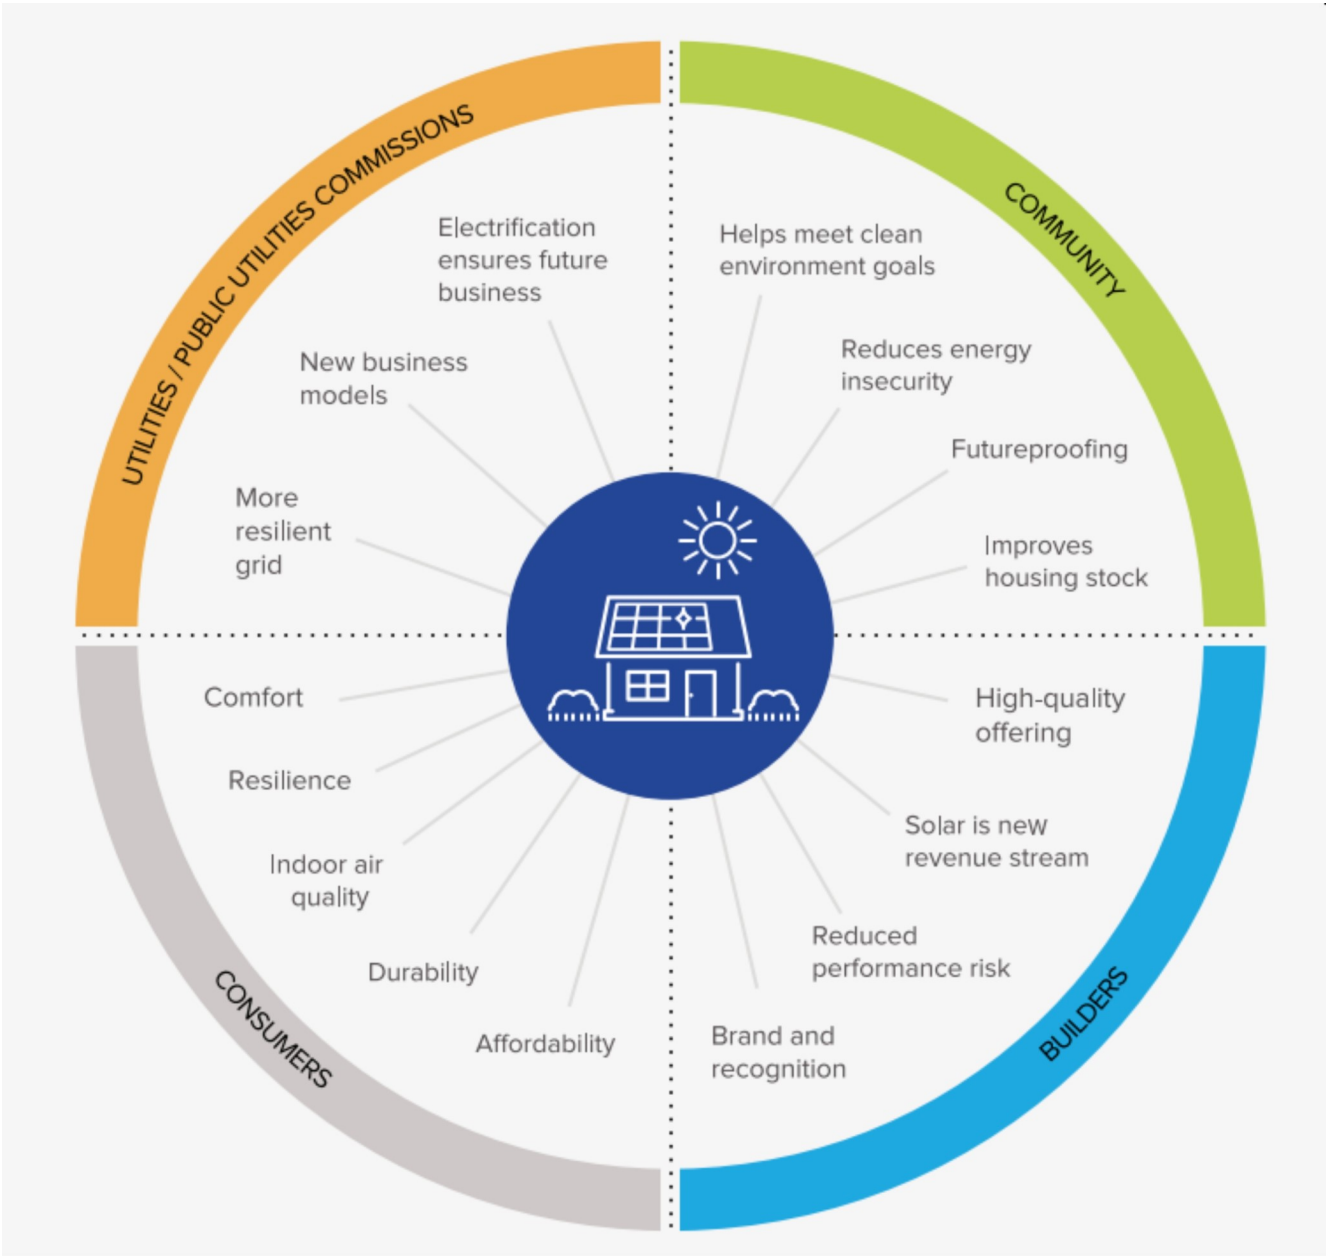 UTILITIES / PUBLIC UTILITIES COMMISSIONS
Electrification
ensures future
business
New business
models
More
resilient
grid
COMMUNITY
Helps meet clean
environment goals
Reduces energy
insecurity
Futureproofing
Improves
housing stock
CONSUMERS
Comfort
Resilience
Indoor air
quality
Durability
Affordability
BUILDERS
High-quality
offering
Solar is new
revenue stream
Reduced
performance risk
Brand and
recognition